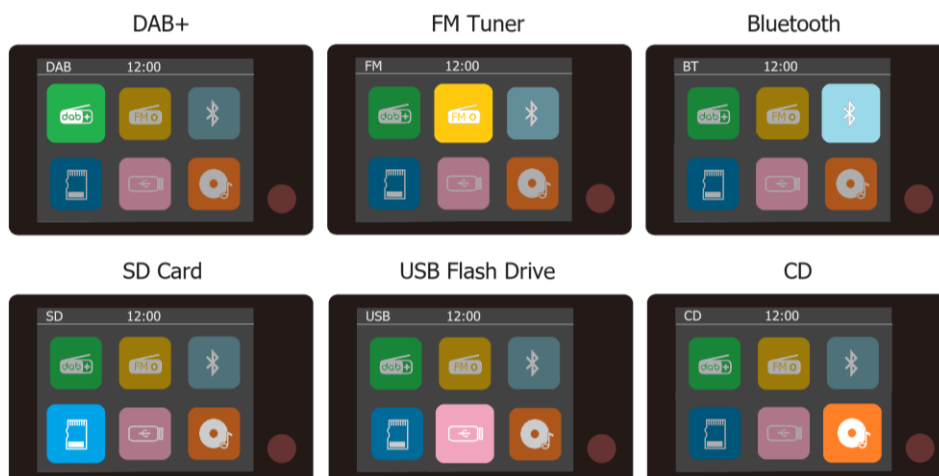 DAB+ FM Tuner Bluetooth
DAB 12:00 FM 12:00 BT 12:00
dab+ FM dab+ FM dab+ FM
SD Card USB Flash Drive CD
SD 12:00 USB 12:00 CD 12:00
dab+ FM dab+ FM dab+ FM